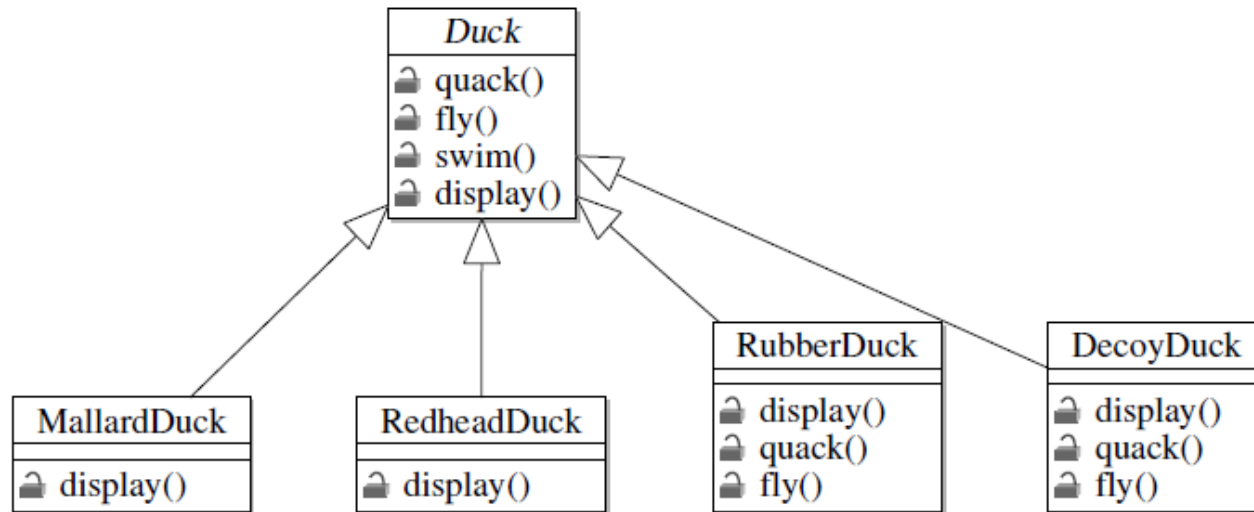 Duck
quack()
fly()
swim()
display()
MallardDuck
display()
RedheadDuck
display()
RubberDuck
display()
quack()
fly()
DecoyDuck
display()
quack()
fly()